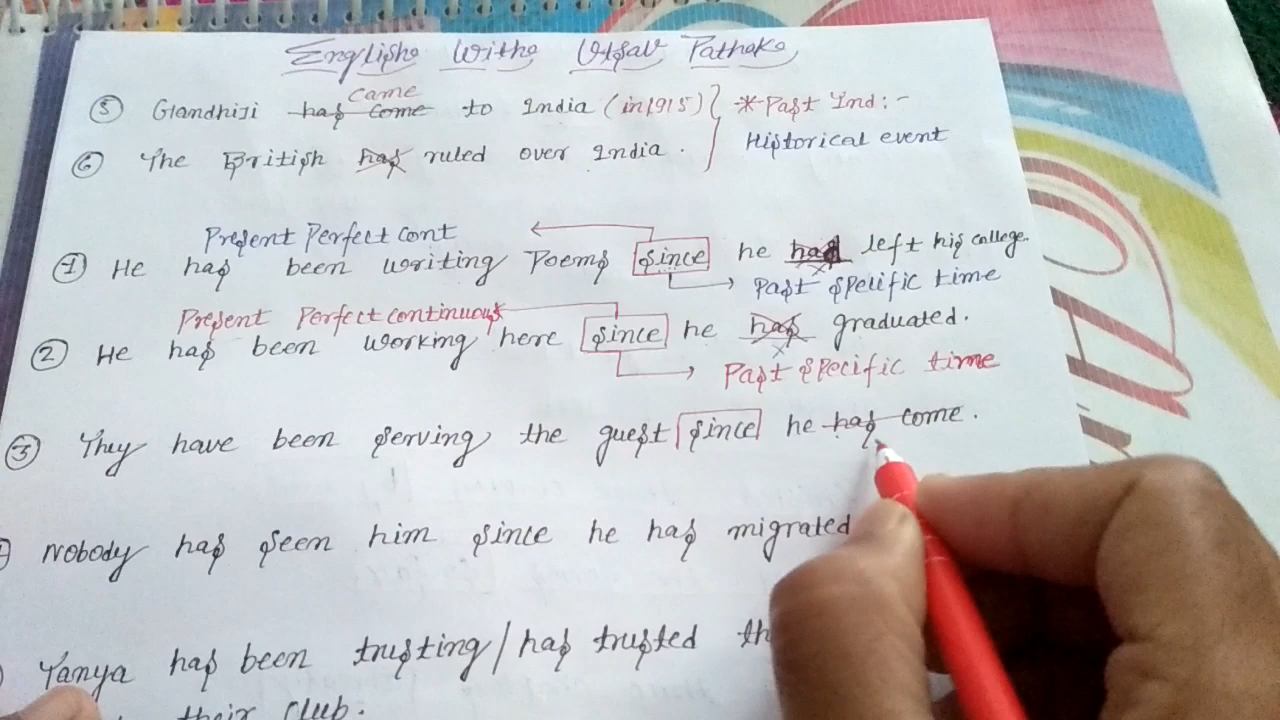 English With Utsav Pathak
came
⑤ Gandhiji has come to India (in 1915) } * Past Ind:-
⑥ The British has ruled over India. Historical event
Present Perfect cont
① He has been writing Poems since he had left his college.
Past specific time
Present Perfect continuous
② He has been working here since he has graduated.
Past specific time
③ They have been serving the guest since he has come.
Nobody has seen him since he has migrated
Tanya has been trusting / has trusted th
their club.